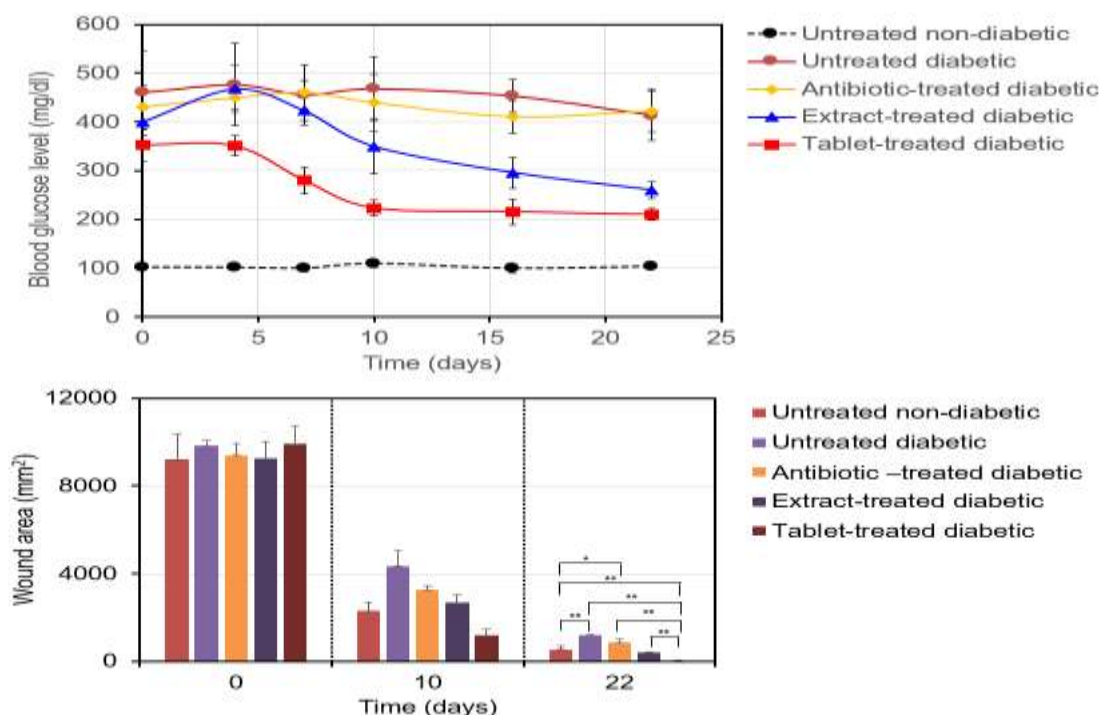 600
500
400
300
200
100
0
Blood glucose level (mg/dl)
0 5 10 15 20 25
Time (days)
Untreated non-diabetic
Untreated diabetic
Antibiotic-treated diabetic
Extract-treated diabetic
Tablet-treated diabetic
12000
8000
4000
0
Wound area (mm²)
*
**
**
** **
**
0 10 22
Time (days)
Untreated non-diabetic
Untreated diabetic
Antibiotic –treated diabetic
Extract-treated diabetic
Tablet-treated diabetic